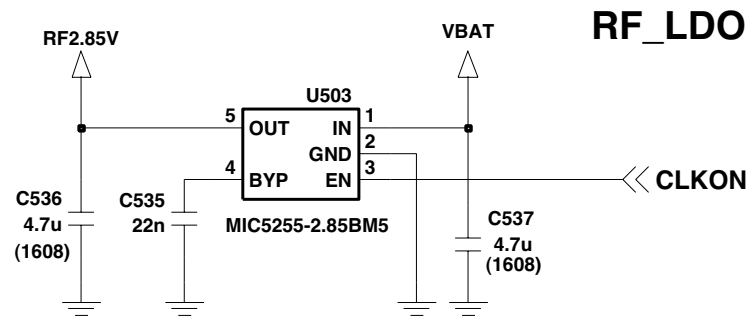 RF_LDO
RF2.85V
VBAT
U503
5 OUT IN 1
GND 2
4 BYP EN 3
CLKON
MIC5255-2.85BM5
C536
4.7u
(1608)
C535
22n
C537
4.7u
(1608)